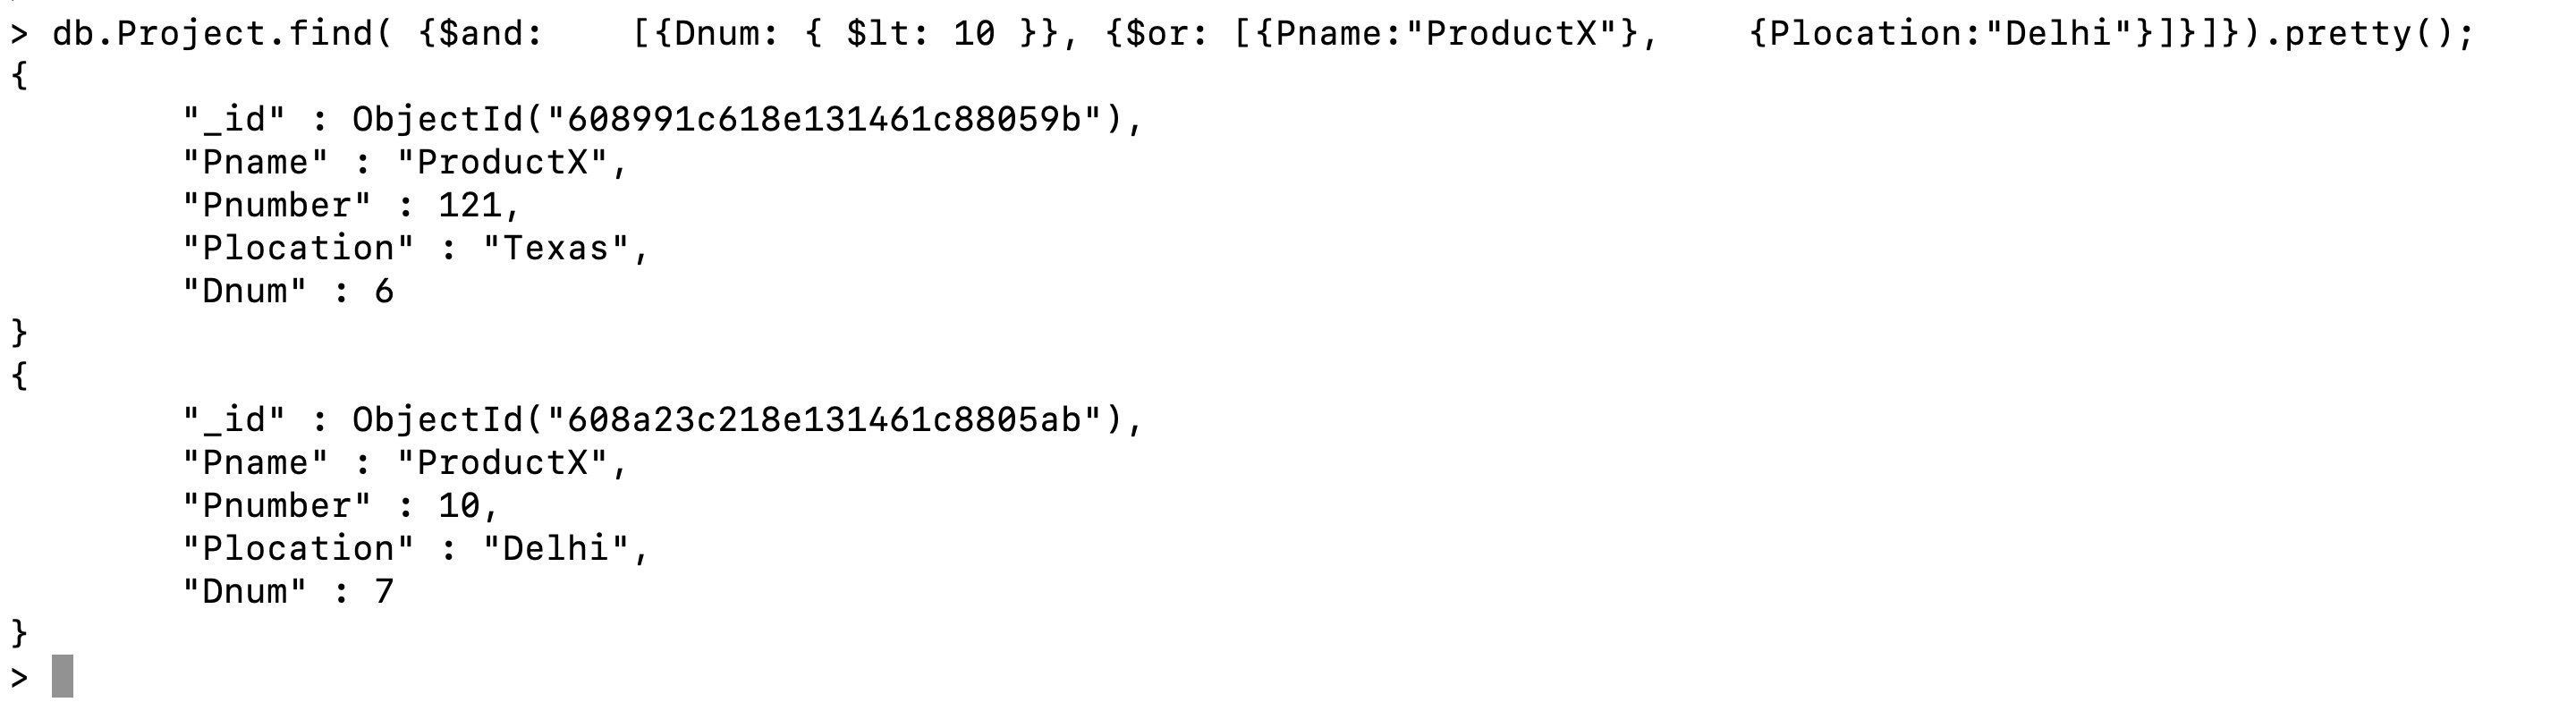 > db.Project.find( {$and:    [{Dnum: { $lt: 10 }}, {$or: [{Pname:"ProductX"},    {Plocation:"Delhi"}]}]}).pretty();
{
        "_id" : ObjectId("608991c618e131461c88059b"),
        "Pname" : "ProductX",
        "Pnumber" : 121,
        "Plocation" : "Texas",
        "Dnum" : 6
}
{
        "_id" : ObjectId("608a23c218e131461c8805ab"),
        "Pname" : "ProductX",
        "Pnumber" : 10,
        "Plocation" : "Delhi",
        "Dnum" : 7
}
>